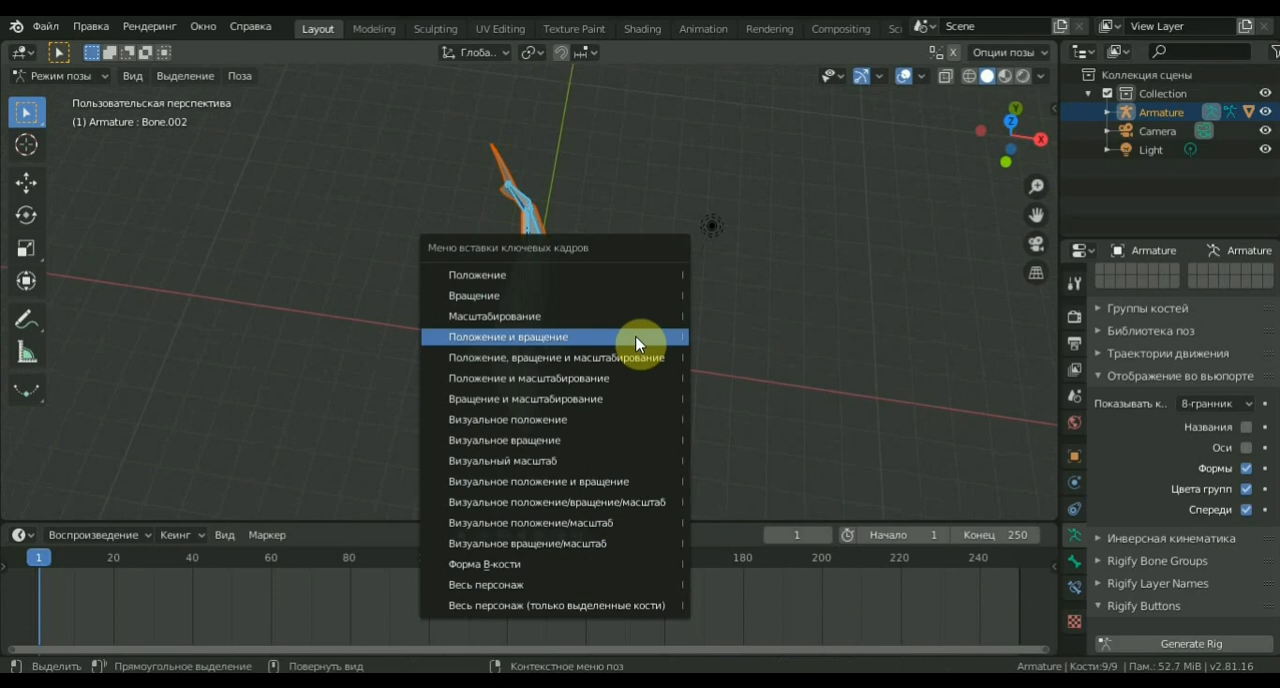 Файл Правка Рендеринг Окно Справка Layout Modeling Sculpting UV Editing Texture Paint Shading Animation Rendering Compositing Sc Scene View Layer
Глоба.. Опции позы
Режим позы Вид Выделение Поза
Пользовательская перспектива
(1) Armature : Bone.002
Y
Z
X
Коллекция сцены
Collection
Armature
Camera
Light
Меню вставки ключевых кадров
Положение
Вращение
Масштабирование
Положение и вращение
Положение, вращение и масштабирование
Положение и масштабирование
Вращение и масштабирование
Визуальное положение
Визуальное вращение
Визуальный масштаб
Визуальное положение и вращение
Визуальное положение/вращение/масштаб
Визуальное положение/масштаб
Визуальное вращение/масштаб
Форма B-кости
Весь персонаж
Весь персонаж (только выделенные кости)
Armature Armature
Группы костей
Библиотека поз
Траектории движения
Отображение во вьюпорте
Показывать к.. 8-гранник
Названия
Оси
Формы
Цвета групп
Спереди
Инверсная кинематика
Rigify Bone Groups
Rigify Layer Names
Rigify Buttons
Generate Rig
Воспроизведение Кеинг Вид Маркер 1 Начало 1 Конец 250
1 20 40 60 80 180 200 220 240
Выделить Прямоугольное выделение Повернуть вид Контекстное меню поз Armature | Кости:9/9 | Пам.: 52.7 MiB | v2.81.16